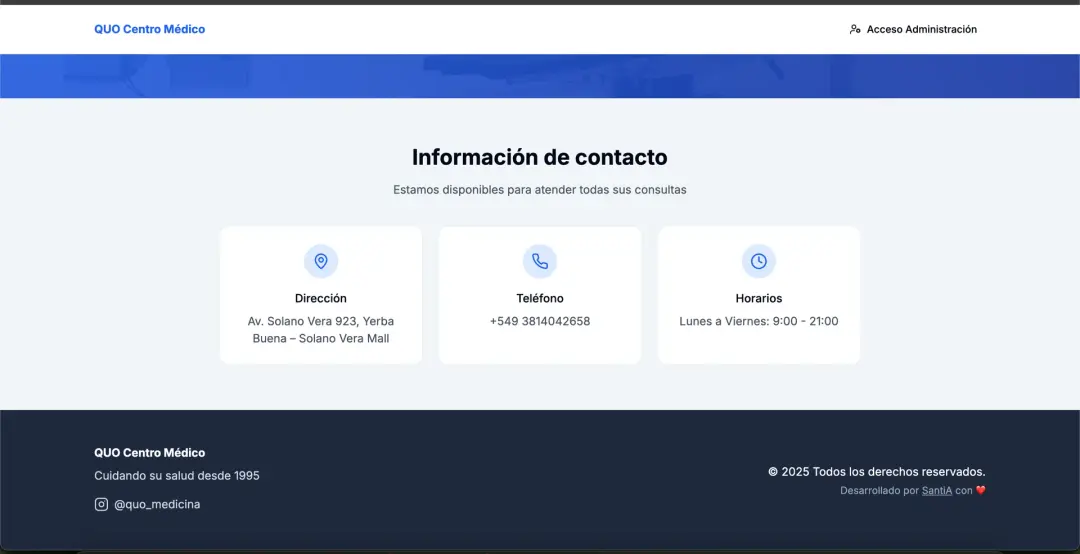 QUO Centro Médico
Acceso Administración
Información de contacto
Estamos disponibles para atender todas sus consultas
Dirección
Av. Solano Vera 923, Yerba
Buena – Solano Vera Mall
Teléfono
+549 3814042658
Horarios
Lunes a Viernes: 9:00 - 21:00
QUO Centro Médico
Cuidando su salud desde 1995
@quo_medicina
© 2025 Todos los derechos reservados.
Desarrollado por SantiA con ❤️